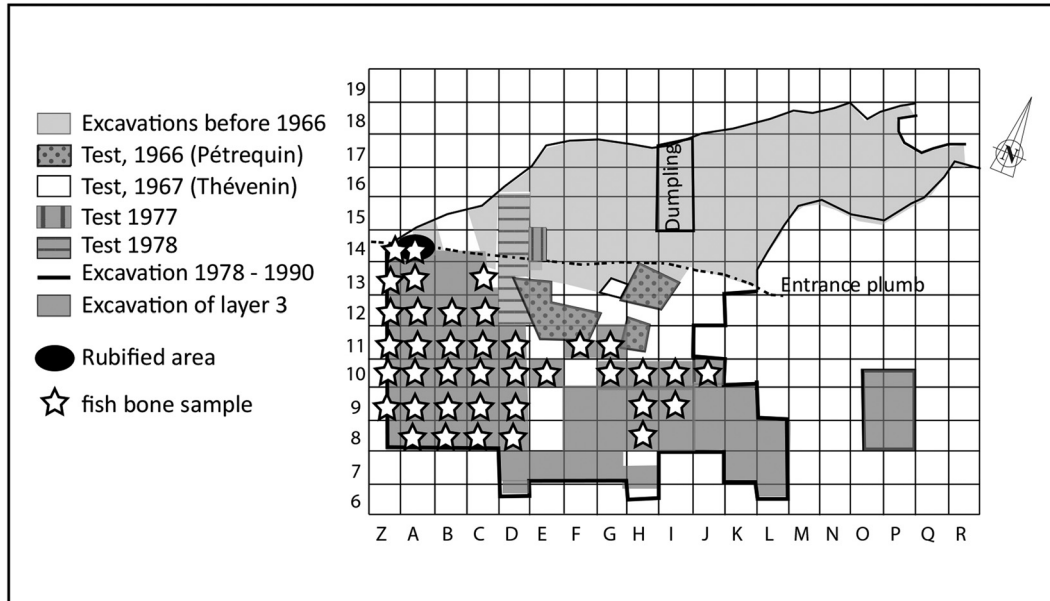 Excavations before 1966
Test, 1966 (Pétrequin)
Test, 1967 (Thévenin)
Test 1977
Test 1978
Excavation 1978 - 1990
Excavation of layer 3
Rubified area
fish bone sample
19
18
17
16
15
14
13
12
11
10
9
8
7
6
Dumpling
Entrance plumb
N
Z A B C D E F G H I J K L M N O P Q R